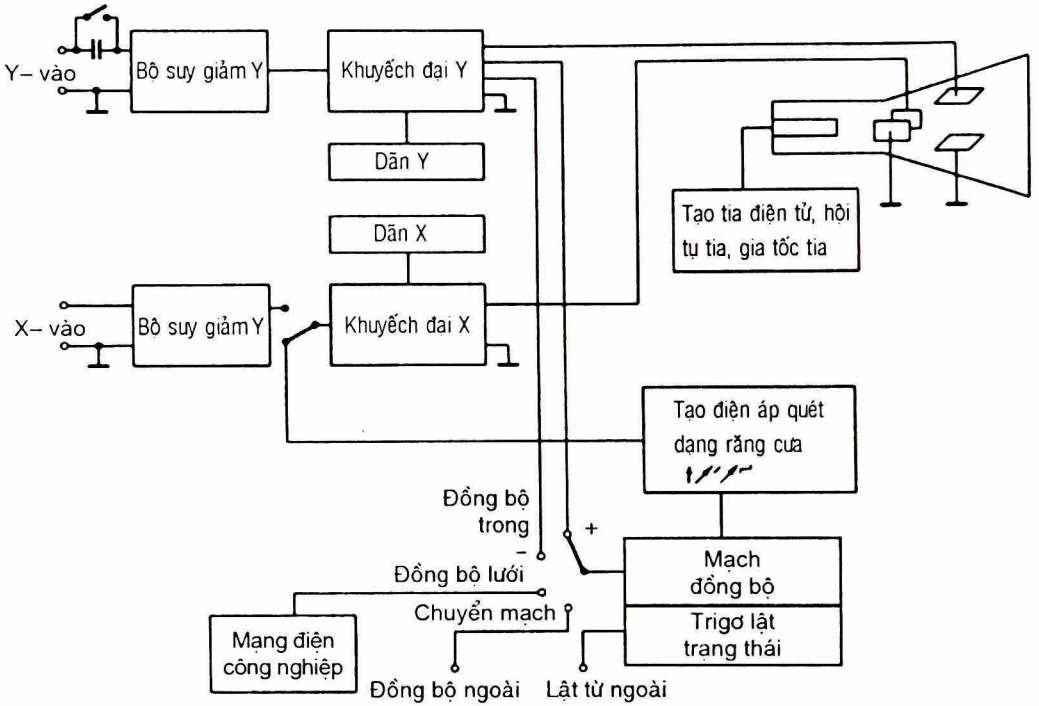 Y– vào
Bộ suy giảm Y
Khuyếch đại Y
Dãn Y
Tạo tia điện tử, hội
tụ tia, gia tốc tia
Dãn X
X– vào
Bộ suy giảm Y
Khuyếch đại X
Tạo điện áp quét
dạng răng cưa
Đồng bộ
trong
+
–
Mạch
đồng bộ
Đồng bộ lưới
Chuyển mạch
Trigơ lật
trạng thái
Mạng điện
công nghiệp
Đồng bộ ngoài
Lật từ ngoài